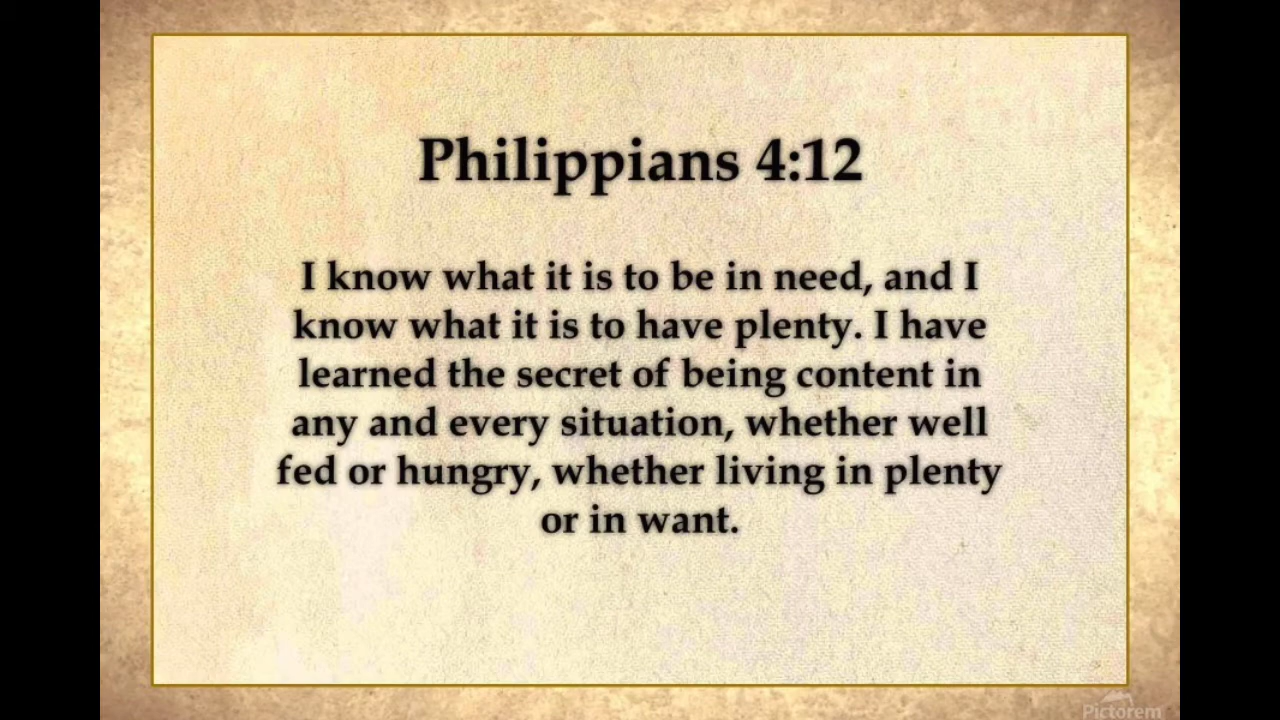 Philippians 4:12
I know what it is to be in need, and I
know what it is to have plenty. I have
learned the secret of being content in
any and every situation, whether well
fed or hungry, whether living in plenty
or in want.
Pictorem